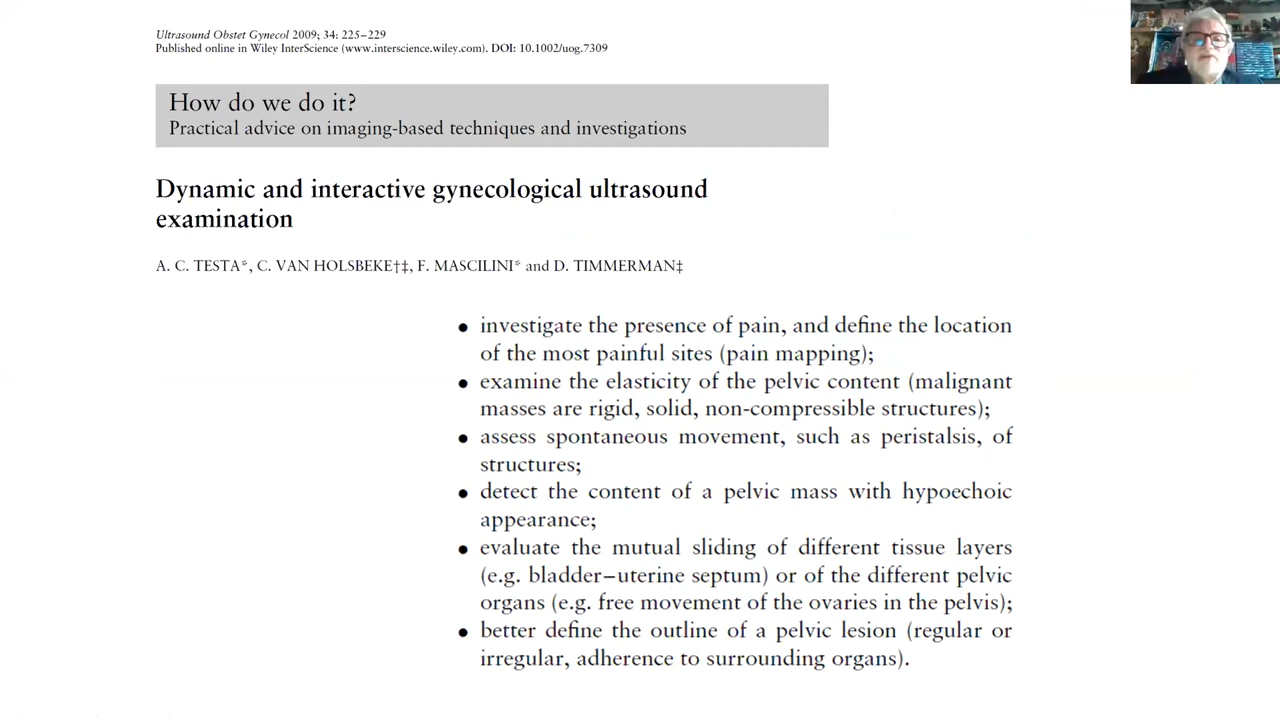 Ultrasound Obstet Gynecol 2009; 34: 225–229
Published online in Wiley InterScience (www.interscience.wiley.com). DOI: 10.1002/uog.7309
How do we do it?
Practical advice on imaging-based techniques and investigations
Dynamic and interactive gynecological ultrasound
examination
A. C. TESTA*, C. VAN HOLSBEKE†‡, F. MASCILINI* and D. TIMMERMAN‡
• investigate the presence of pain, and define the location
of the most painful sites (pain mapping);
• examine the elasticity of the pelvic content (malignant
masses are rigid, solid, non-compressible structures);
• assess spontaneous movement, such as peristalsis, of
structures;
• detect the content of a pelvic mass with hypoechoic
appearance;
• evaluate the mutual sliding of different tissue layers
(e.g. bladder–uterine septum) or of the different pelvic
organs (e.g. free movement of the ovaries in the pelvis);
• better define the outline of a pelvic lesion (regular or
irregular, adherence to surrounding organs).